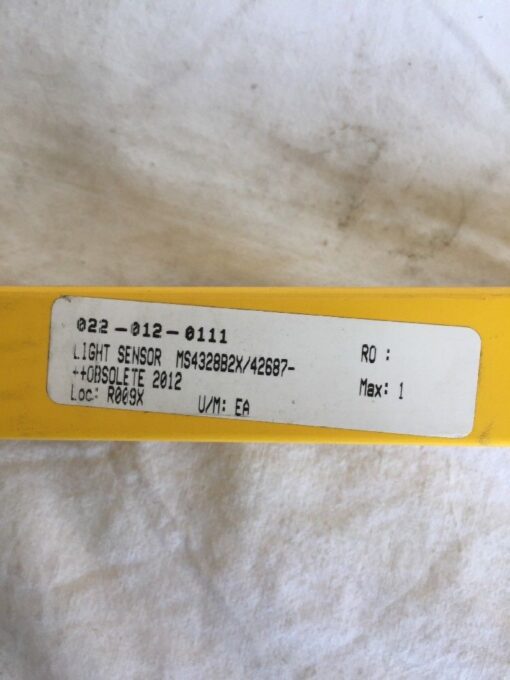 022-012-0111
LIGHT SENSOR MS4328B2X/42687-
++OBSOLETE 2012
Loc: R009X U/M: EA
RO :
Max: 1